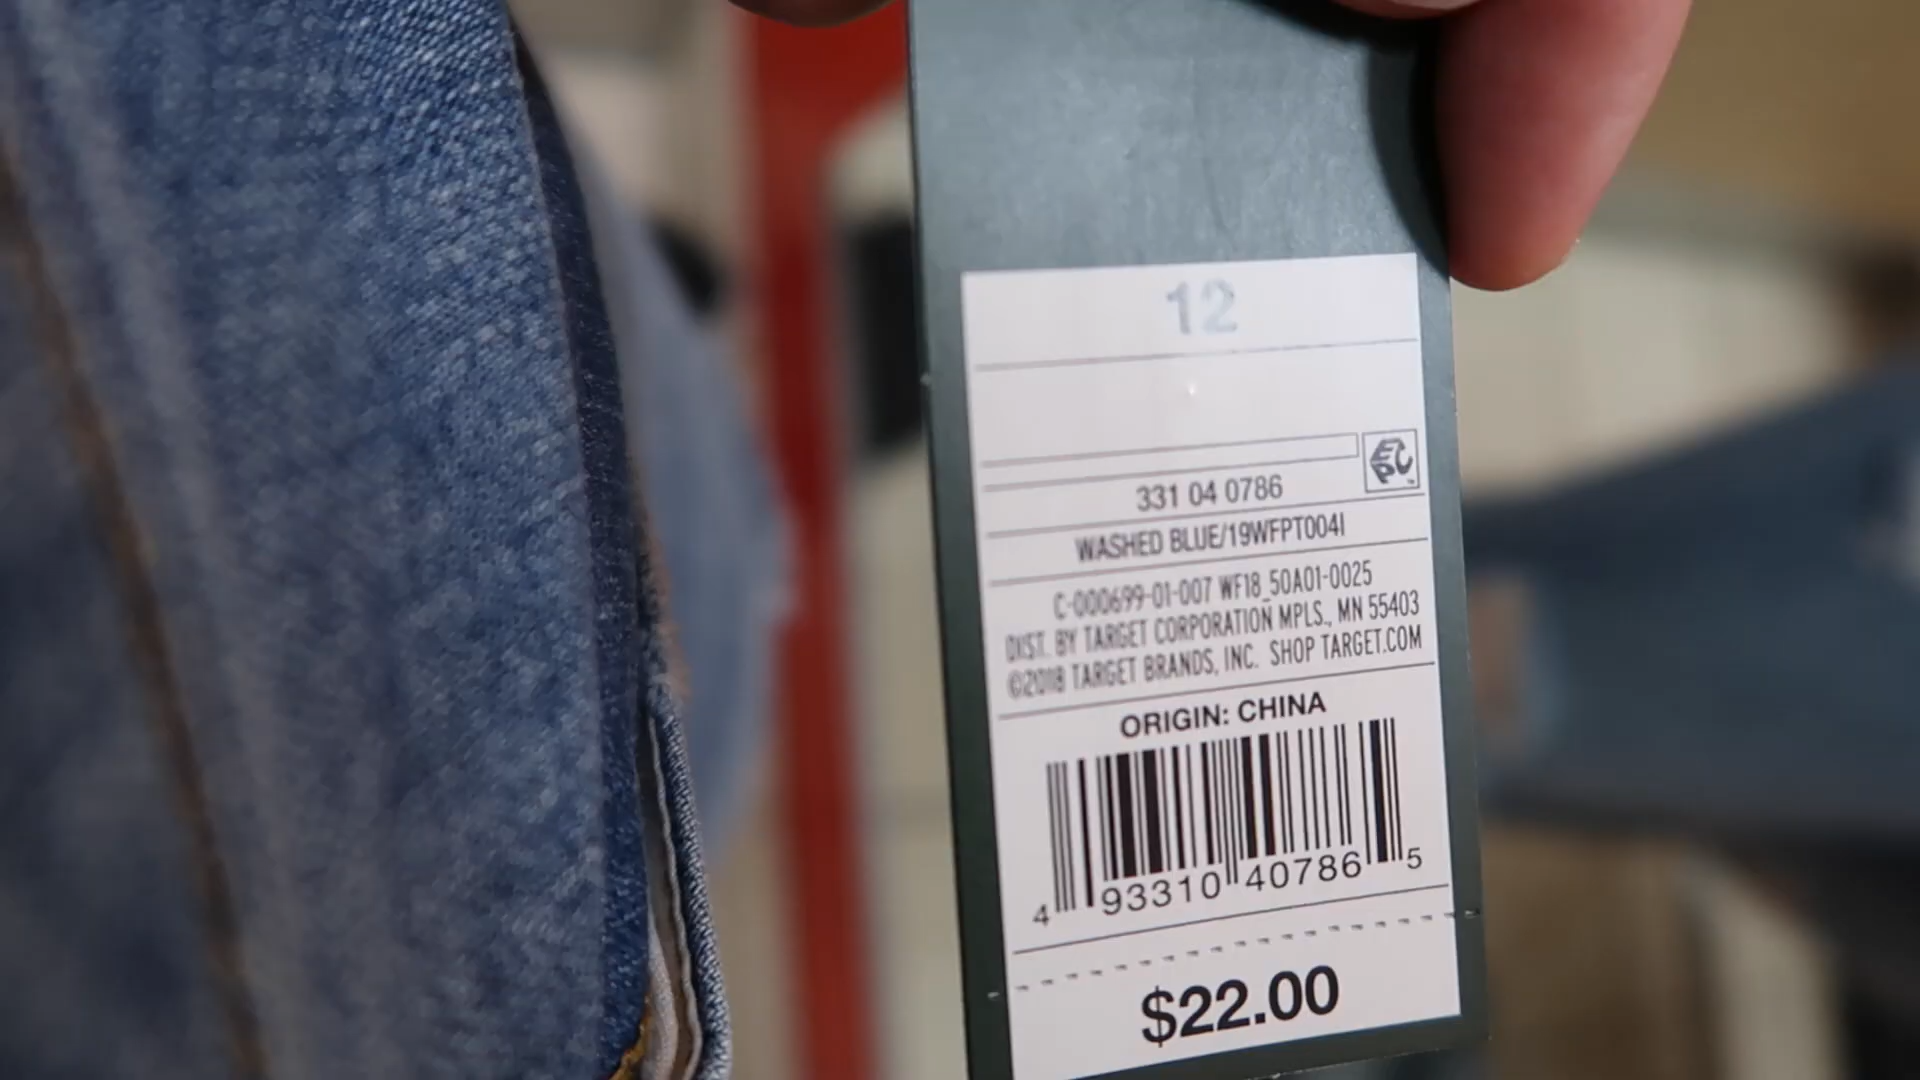 12
EPC
331 04 0786
WASHED BLUE/19WFPT004I
C-000699-01-007 WF18_50A01-0025
DIST. BY TARGET CORPORATION MPLS., MN 55403
©2018 TARGET BRANDS, INC. SHOP TARGET.COM
ORIGIN: CHINA
4 93310 40786 5
$22.00